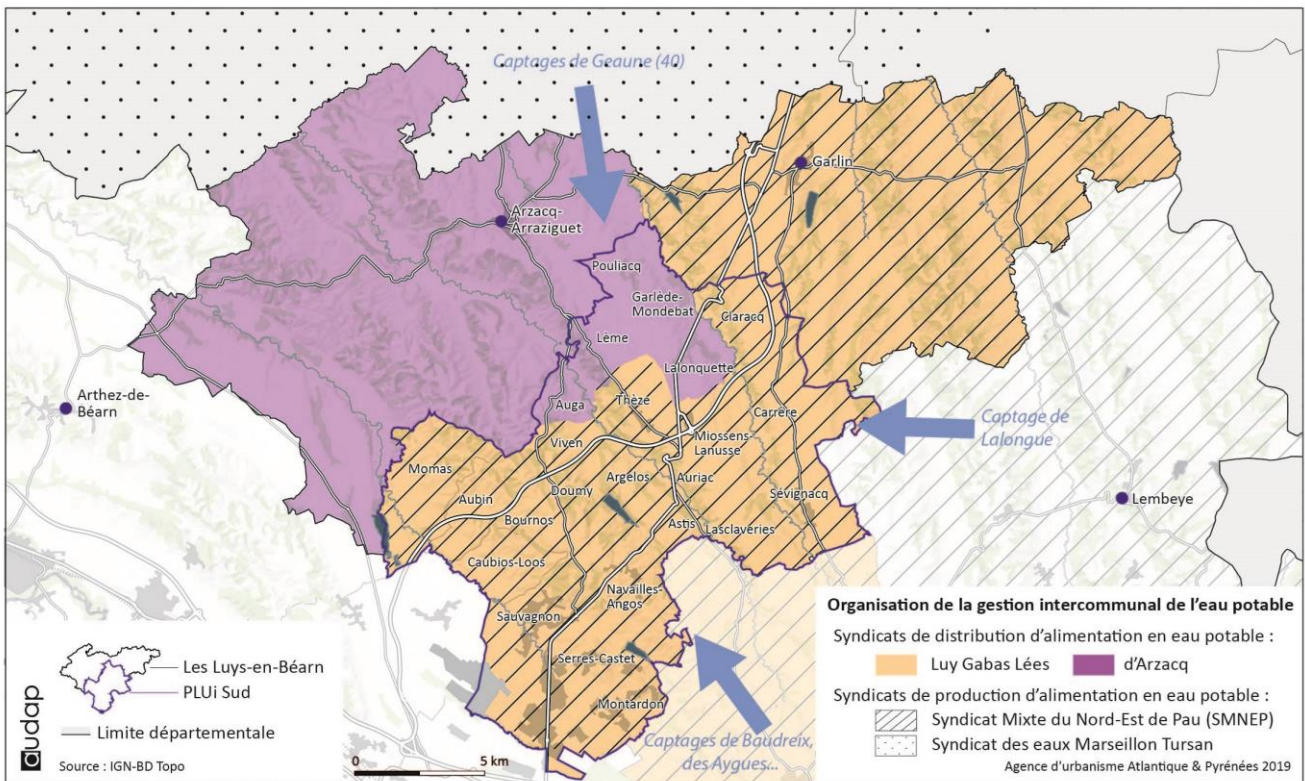 Captages de Geaune (40)
Garlin
Arzacq-
Arraziguet
Pouliacq
Garlède-
Mondebat
Claracq
Lème
Lalonquette
Arthez-de-
Béarn
Auga
Thèze
Carrère
Captage de
Lalongue
Viven
Miossens-
Lanusse
Momas
Argelos
Auriac
Aubin
Doumy
Sévignacq
Lembeye
Bournos
Astis
Lasclaveries
Caubios-Loos
Navailles-
Angos
Sauvagnon
Serres-Castet
Montardon
Captages de Baudreix,
des Aygues...
Les Luys-en-Béarn
PLUi Sud
Limite départementale
audap
Source : IGN-BD Topo
0 5 km
Organisation de la gestion intercommunal de l'eau potable
Syndicats de distribution d'alimentation en eau potable :
Luy Gabas Lées d'Arzacq
Syndicats de production d'alimentation en eau potable :
Syndicat Mixte du Nord-Est de Pau (SMNEP)
Syndicat des eaux Marseillon Tursan
Agence d'urbanisme Atlantique & Pyrénées 2019